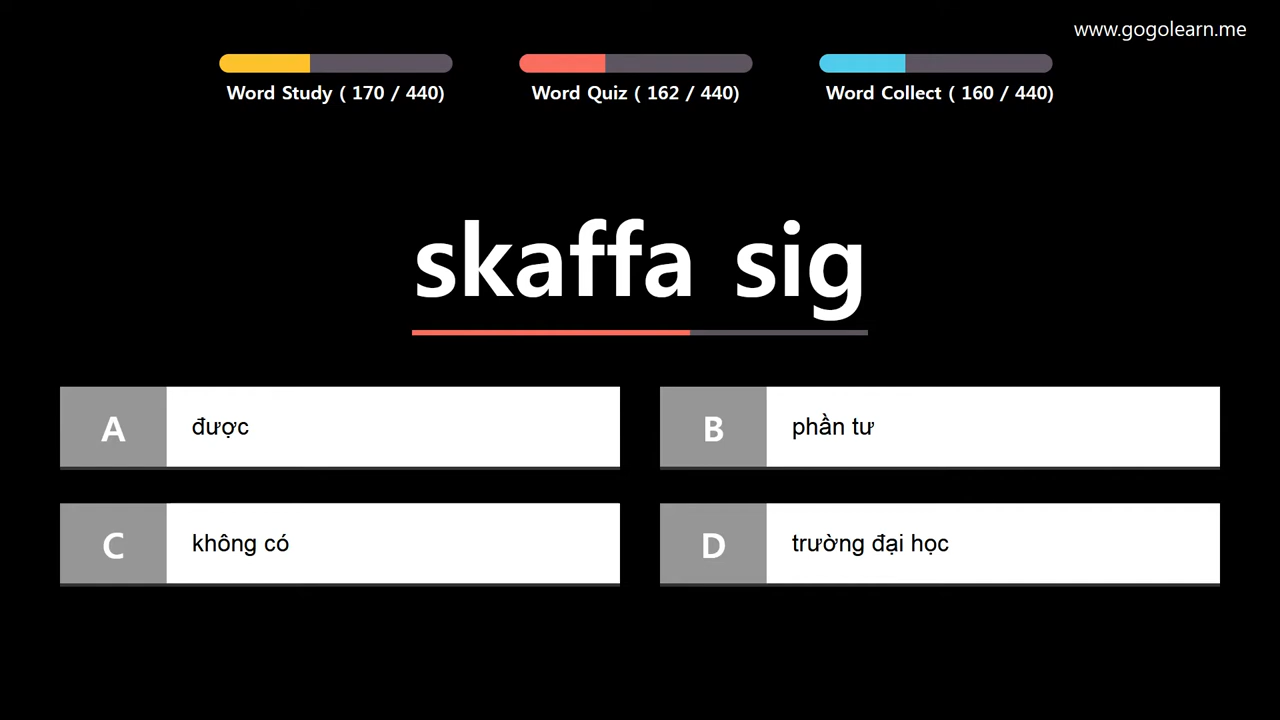 www.gogolearn.me
Word Study ( 170 / 440)
Word Quiz ( 162 / 440)
Word Collect ( 160 / 440)
skaffa sig
A
được
B
phần tư
C
không có
D
trường đại học